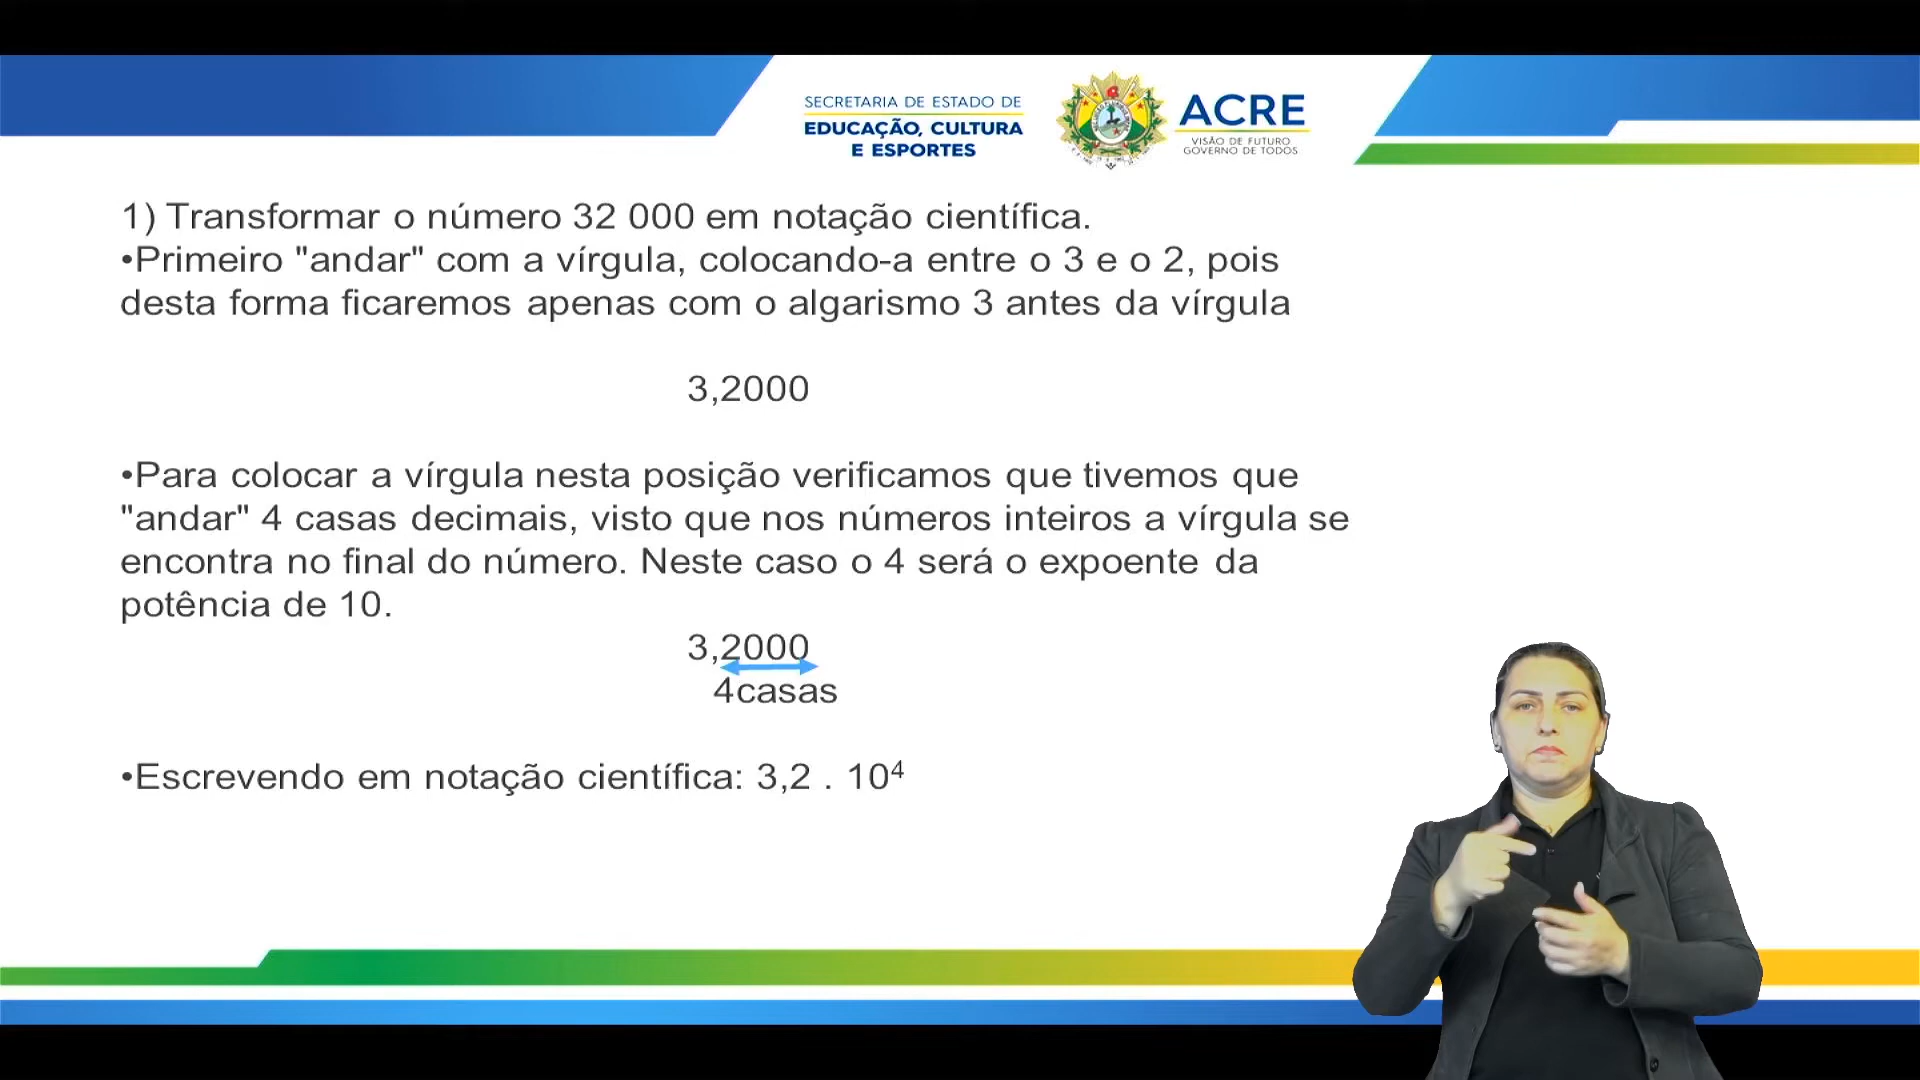 SECRETARIA DE ESTADO DE
EDUCAÇÃO, CULTURA
E ESPORTES
ACRE
VISÃO DE FUTURO
GOVERNO DE TODOS
1) Transformar o número 32 000 em notação científica.
•Primeiro "andar" com a vírgula, colocando-a entre o 3 e o 2, pois
desta forma ficaremos apenas com o algarismo 3 antes da vírgula
3,2000
•Para colocar a vírgula nesta posição verificamos que tivemos que
"andar" 4 casas decimais, visto que nos números inteiros a vírgula se
encontra no final do número. Neste caso o 4 será o expoente da
potência de 10.
3,2000
4casas
•Escrevendo em notação científica: 3,2 . 10⁴